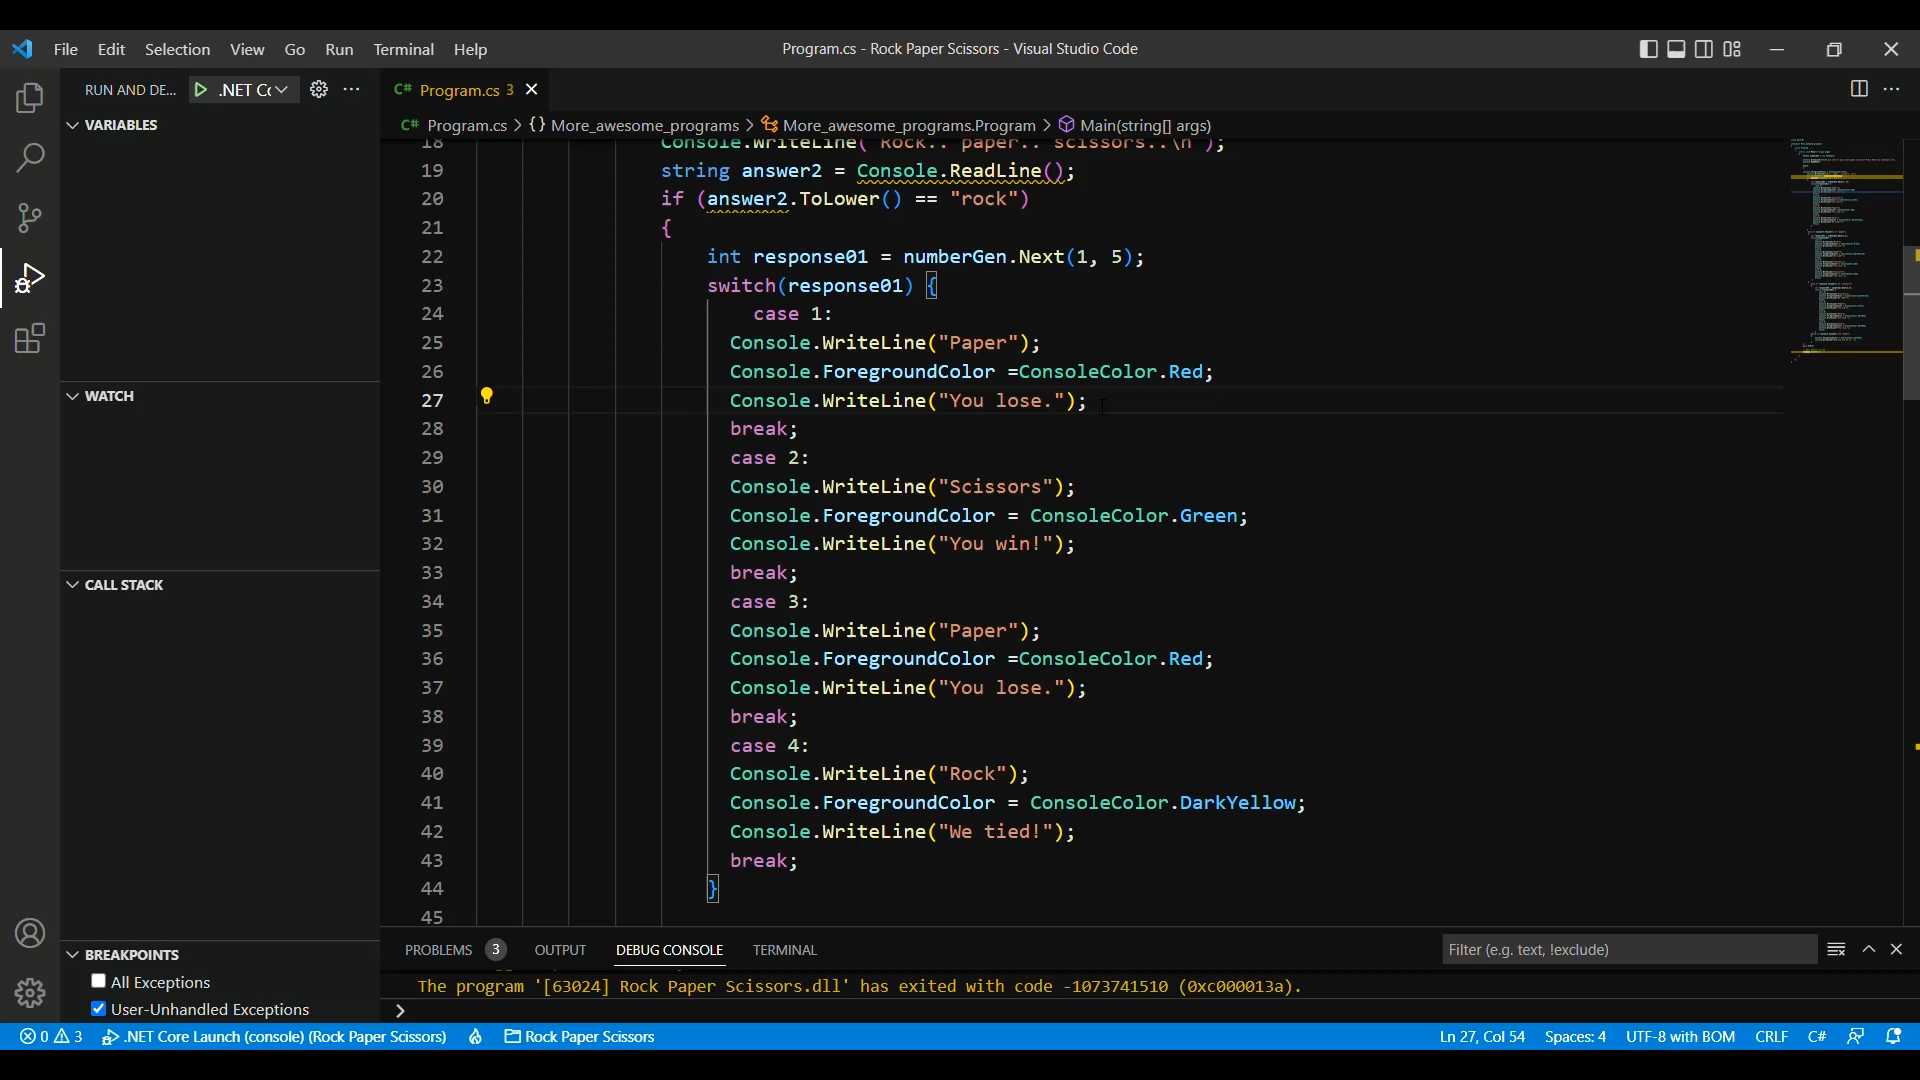 File Edit Selection View Go Run Terminal Help
Program.cs - Rock Paper Scissors - Visual Studio Code
RUN AND DE... .NET Cc
C# Program.cs 3
C# Program.cs > {} More_awesome_programs > More_awesome_programs.Program > Main(string[] args)
VARIABLES
WATCH
CALL STACK
BREAKPOINTS
All Exceptions
User-Unhandled Exceptions
18 Console.WriteLine("Rock.. paper.. scissors..\n");
19 string answer2 = Console.ReadLine();
20 if (answer2.ToLower() == "rock")
21 {
22 int response01 = numberGen.Next(1, 5);
23 switch(response01) {
24 case 1:
25 Console.WriteLine("Paper");
26 Console.ForegroundColor =ConsoleColor.Red;
27 Console.WriteLine("You lose.");
28 break;
29 case 2:
30 Console.WriteLine("Scissors");
31 Console.ForegroundColor = ConsoleColor.Green;
32 Console.WriteLine("You win!");
33 break;
34 case 3:
35 Console.WriteLine("Paper");
36 Console.ForegroundColor =ConsoleColor.Red;
37 Console.WriteLine("You lose.");
38 break;
39 case 4:
40 Console.WriteLine("Rock");
41 Console.ForegroundColor = ConsoleColor.DarkYellow;
42 Console.WriteLine("We tied!");
43 break;
44 }
45
PROBLEMS 3 OUTPUT DEBUG CONSOLE TERMINAL
Filter (e.g. text, !exclude)
The program '[63024] Rock Paper Scissors.dll' has exited with code -1073741510 (0xc000013a).
0 3 .NET Core Launch (console) (Rock Paper Scissors) Rock Paper Scissors
Ln 27, Col 54 Spaces: 4 UTF-8 with BOM CRLF C#